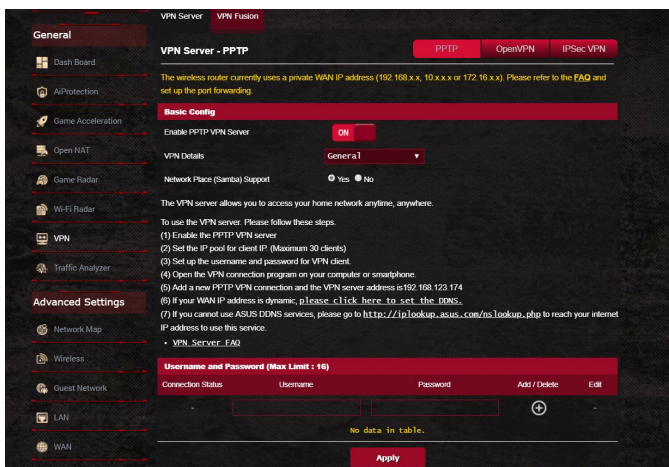 VPN Server VPN Fusion
General
VPN Server - PPTP PPTP OpenVPN IPSec VPN
Dash Board
The wireless router currently uses a private WAN IP address (192.168.x.x, 10.x.x.x or 172.16.x.x). Please refer to the FAQ and
set up the port forwarding.
AiProtection
Basic Config
Game Acceleration
Enable PPTP VPN Server ON
Open NAT
VPN Details General
Game Radar
Network Place (Samba) Support Yes No
Wi-Fi Radar
The VPN server allows you to access your home network anytime, anywhere.
To use the VPN server. Please follow these steps.
(1) Enable the PPTP VPN server
VPN
(2) Set the IP pool for client IP. (Maximum 30 clients)
(3) Set up the username and password for VPN client.
Traffic Analyzer
(4) Open the VPN connection program on your computer or smartphone.
(5) Add a new PPTP VPN connection and the VPN server address is192.168.123.174
Advanced Settings
(6) If your WAN IP address is dynamic, please click here to set the DDNS.
(7) If you cannot use ASUS DDNS services, please go to http://iplookup.asus.com/nslookup.php to reach your internet
IP address to use this service.
Network Map
• VPN Server FAQ
Wireless
Username and Password (Max Limit : 16)
Guest Network
Connection Status Username Password Add / Delete Edit
LAN
- -
No data in table.
WAN
Apply